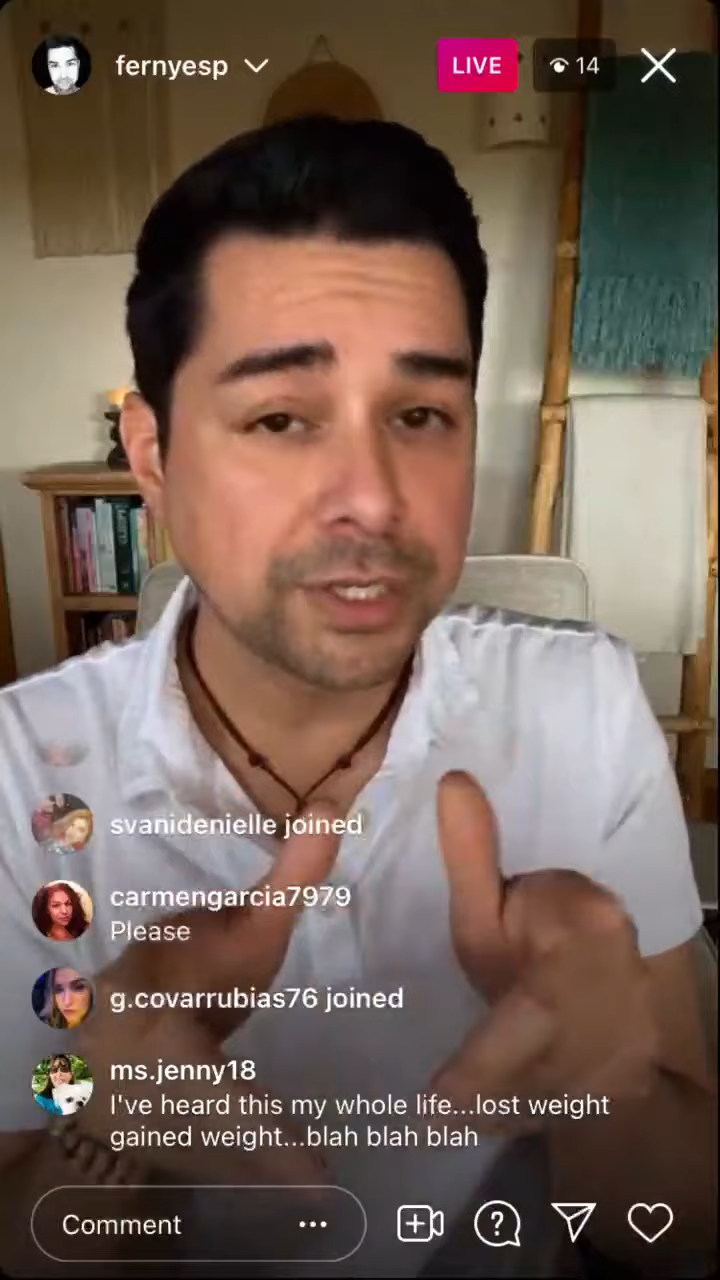 fernyesp
LIVE
14
svanidenielle joined
carmengarcia7979
Please
g.covarrubias76 joined
ms.jenny18
I've heard this my whole life...lost weight
gained weight...blah blah blah
Comment